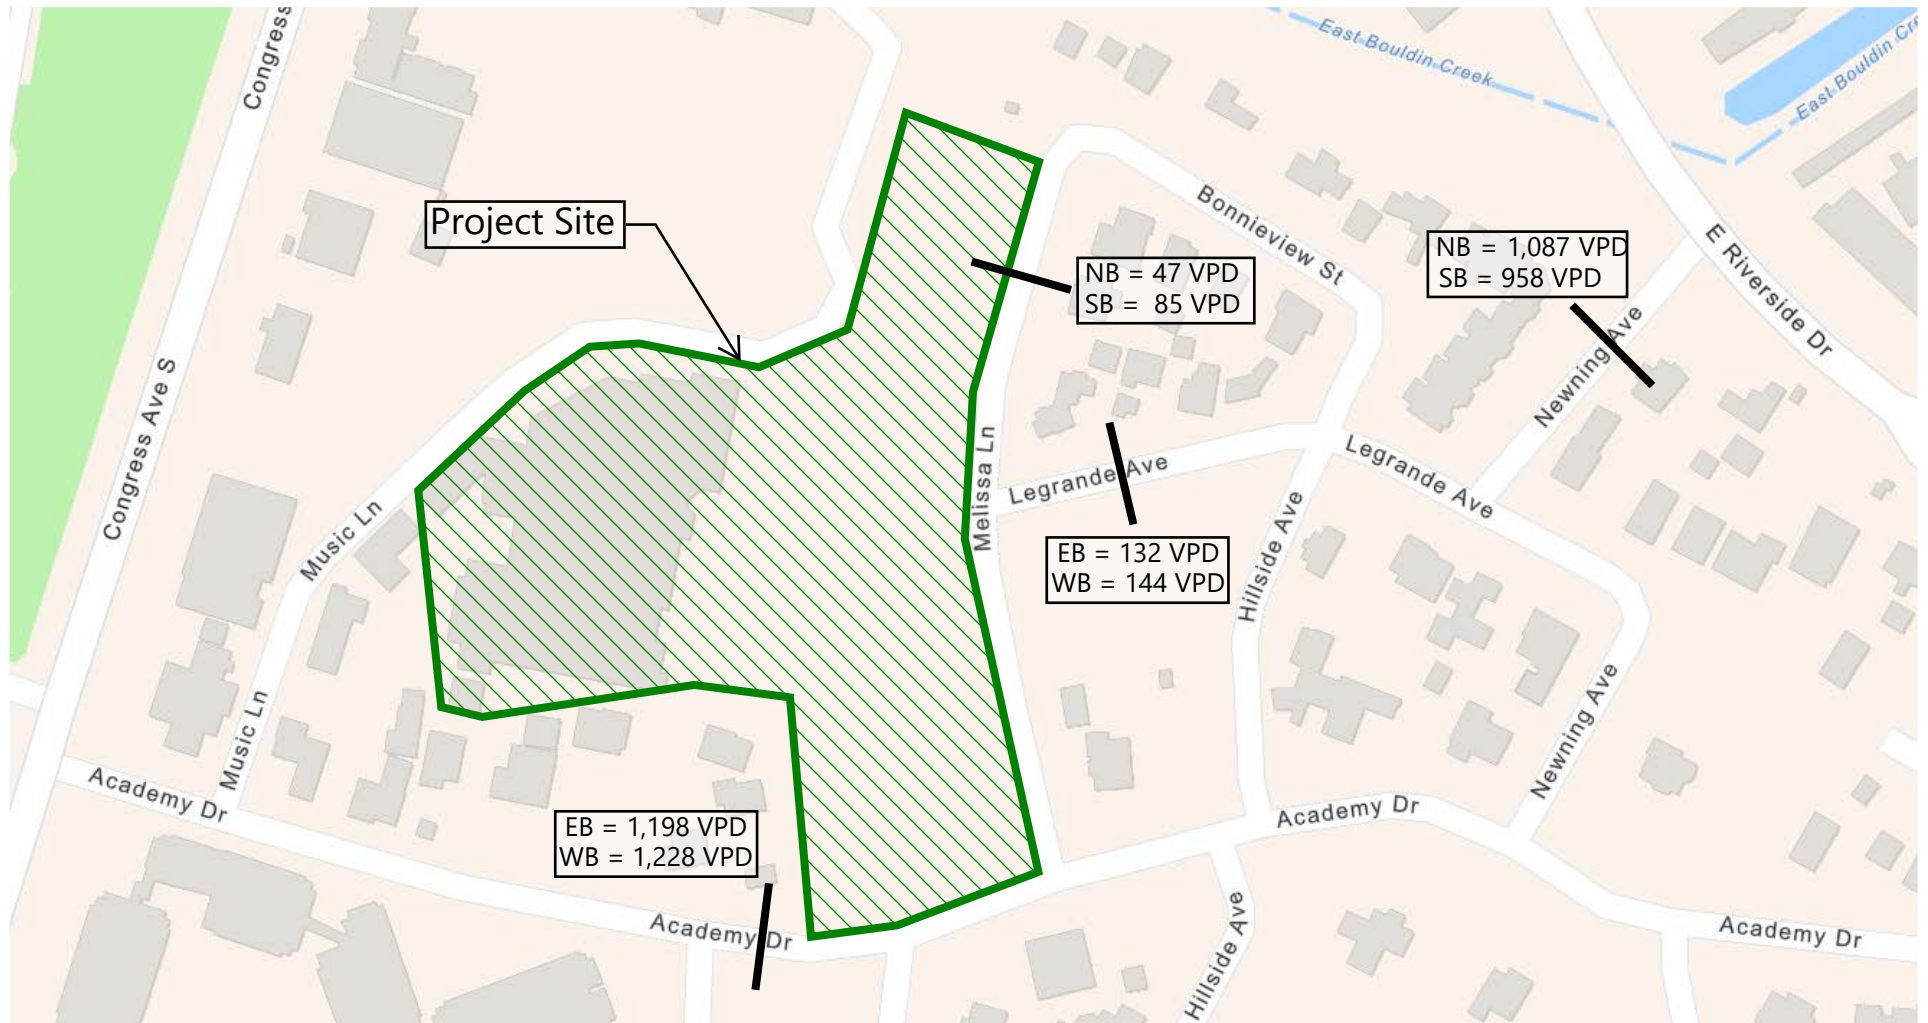 Congress
East Bouldin Creek
East Bouldin Cre
Project Site
Bonnieview St
E Riverside Dr
NB = 47 VPD
SB = 85 VPD
NB = 1,087 VPD
SB = 958 VPD
Newning Ave
Congress Ave S
Music Ln
Melissa Ln
Legrande Ave
Legrande Ave
EB = 132 VPD
WB = 144 VPD
Hillside Ave
Music Ln
Newning Ave
Academy Dr
Academy Dr
EB = 1,198 VPD
WB = 1,228 VPD
Academy Dr
Hillside Ave
Academy Dr